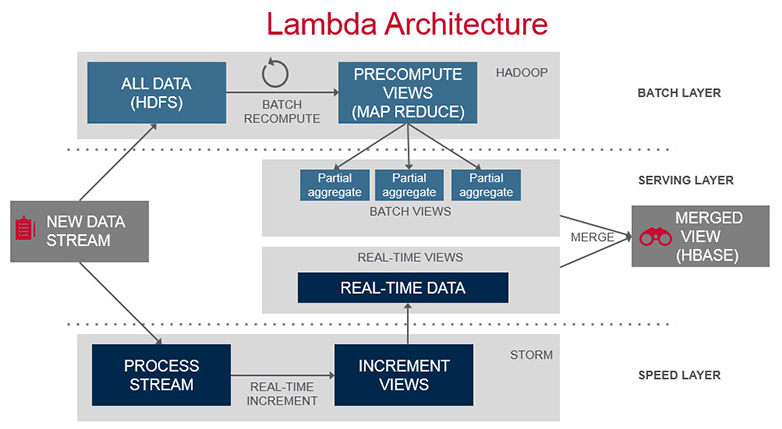 Lambda Architecture
HADOOP
ALL DATA
(HDFS)
BATCH
RECOMPUTE
PRECOMPUTE
VIEWS
(MAP REDUCE)
BATCH LAYER
Partial
aggregate
Partial
aggregate
Partial
aggregate
BATCH VIEWS
SERVING LAYER
NEW DATA
STREAM
MERGE
MERGED
VIEW
(HBASE)
REAL-TIME VIEWS
REAL-TIME DATA
PROCESS
STREAM
REAL-TIME
INCREMENT
INCREMENT
VIEWS
STORM
SPEED LAYER